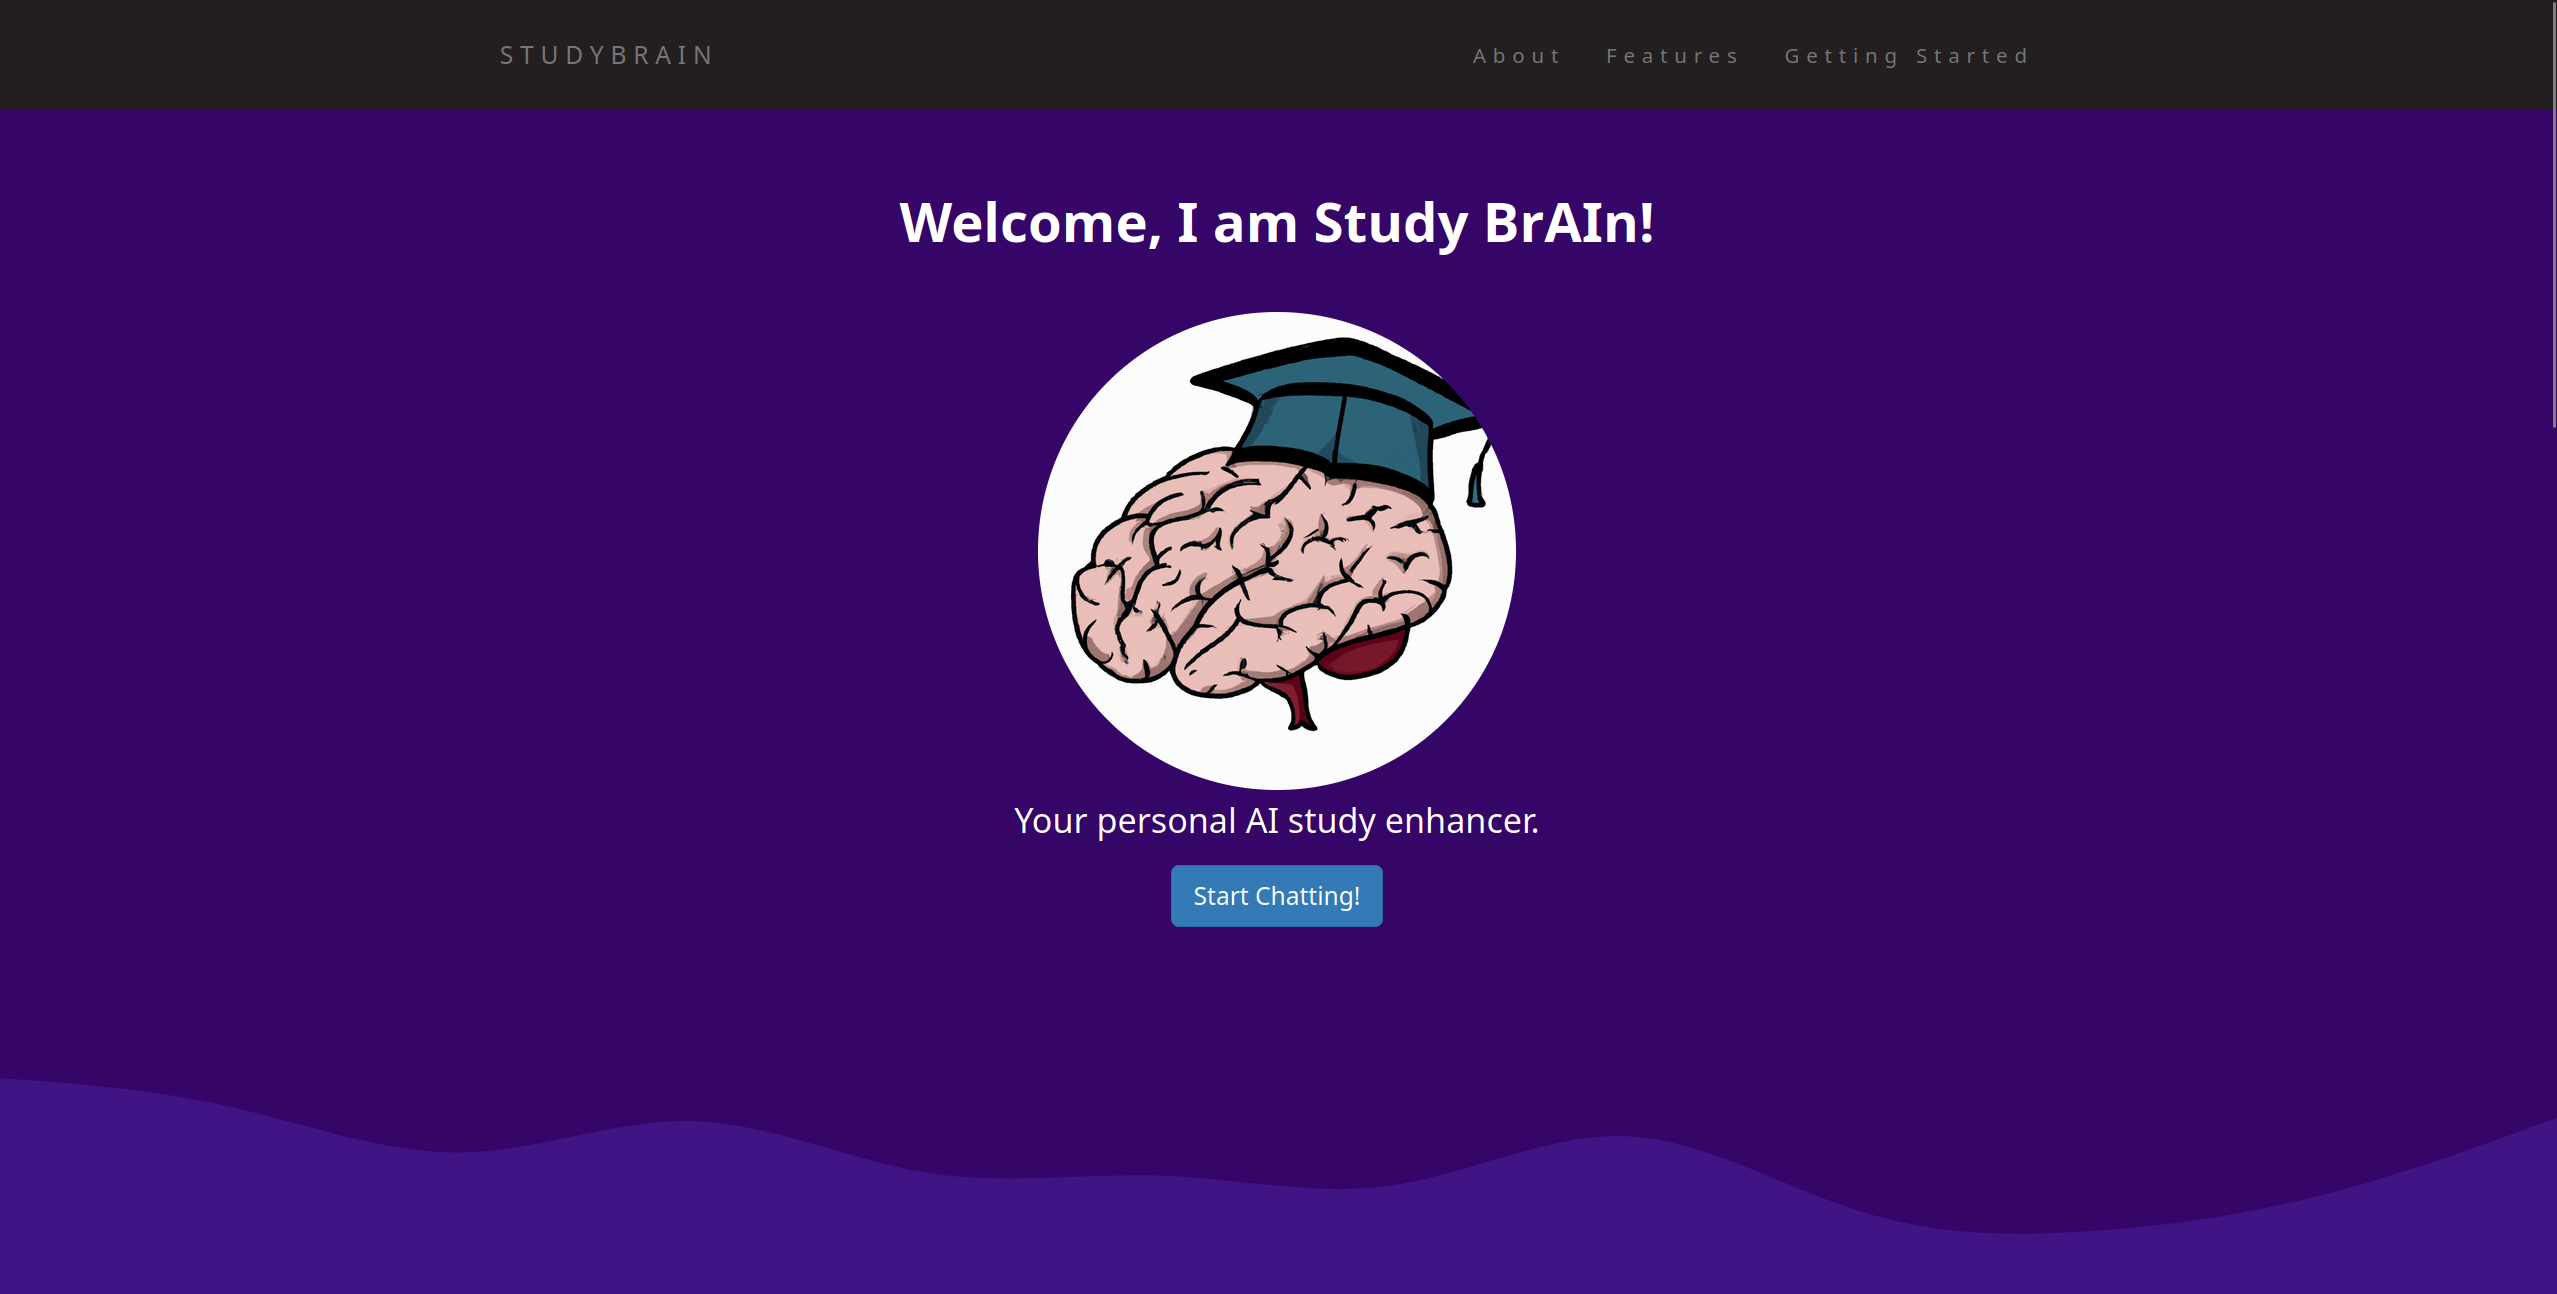 STUDYBRAIN
About Features Getting Started
Welcome, I am Study BrAIn!
Your personal AI study enhancer.
Start Chatting!